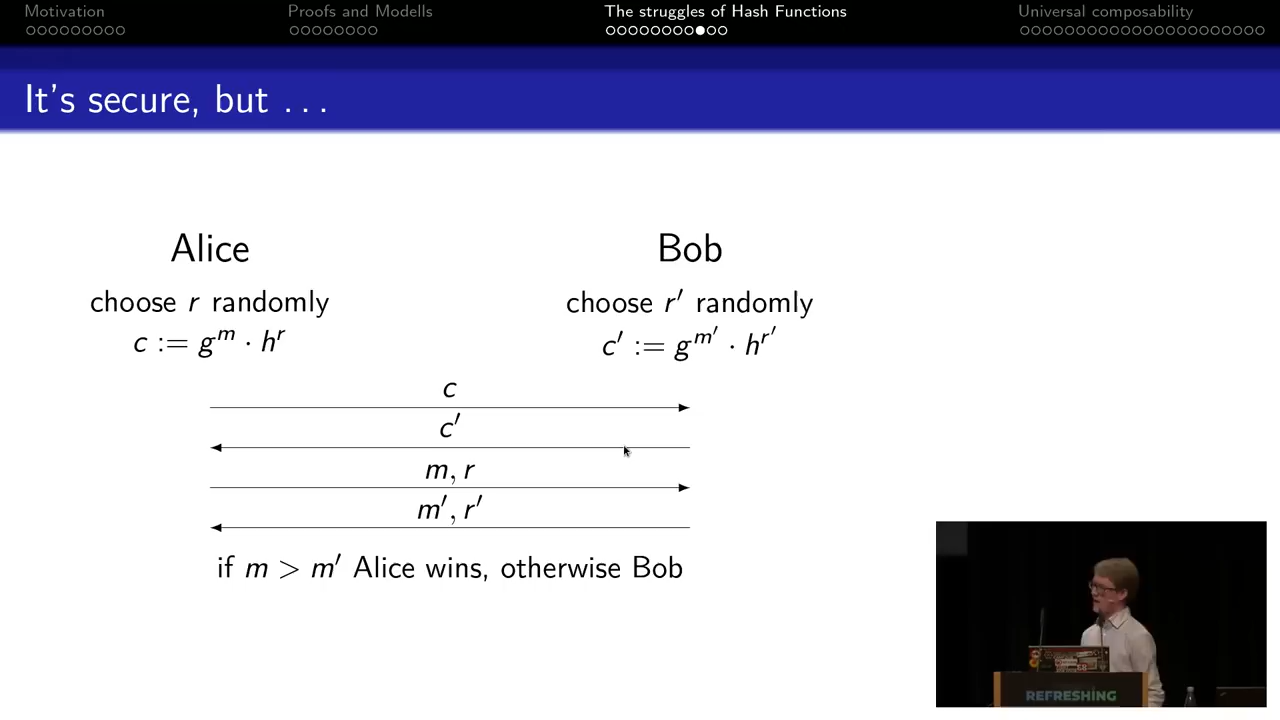 Motivation
Proofs and Modells
The struggles of Hash Functions
Universal composability
It's secure, but ...
Alice
Bob
choose r randomly
choose r′ randomly
c := g^m · h^r
c′ := g^m′ · h^r′
c
c′
m, r
m′, r′
if m > m′ Alice wins, otherwise Bob
REFRESHING